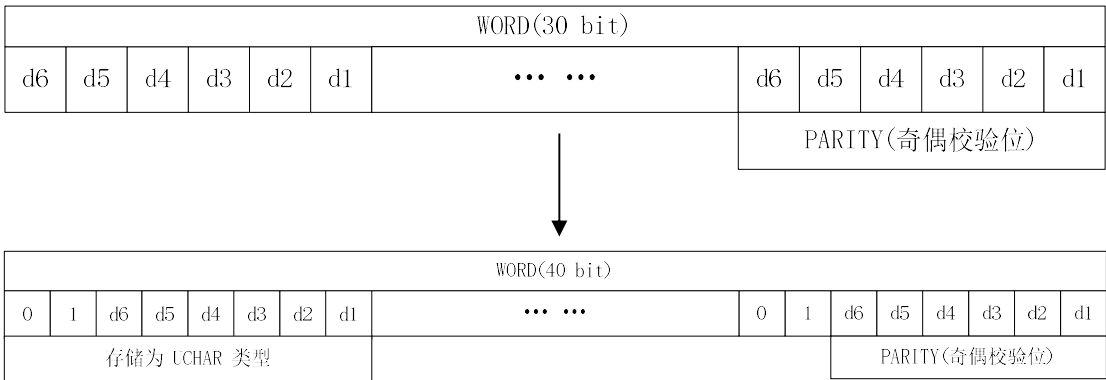 WORD(30 bit)
d6 d5 d4 d3 d2 d1 ··· ··· d6 d5 d4 d3 d2 d1
PARITY(奇偶校验位)
WORD(40 bit)
0 1 d6 d5 d4 d3 d2 d1 ··· ··· 0 1 d6 d5 d4 d3 d2 d1
存储为 UCHAR 类型 PARITY(奇偶校验位)